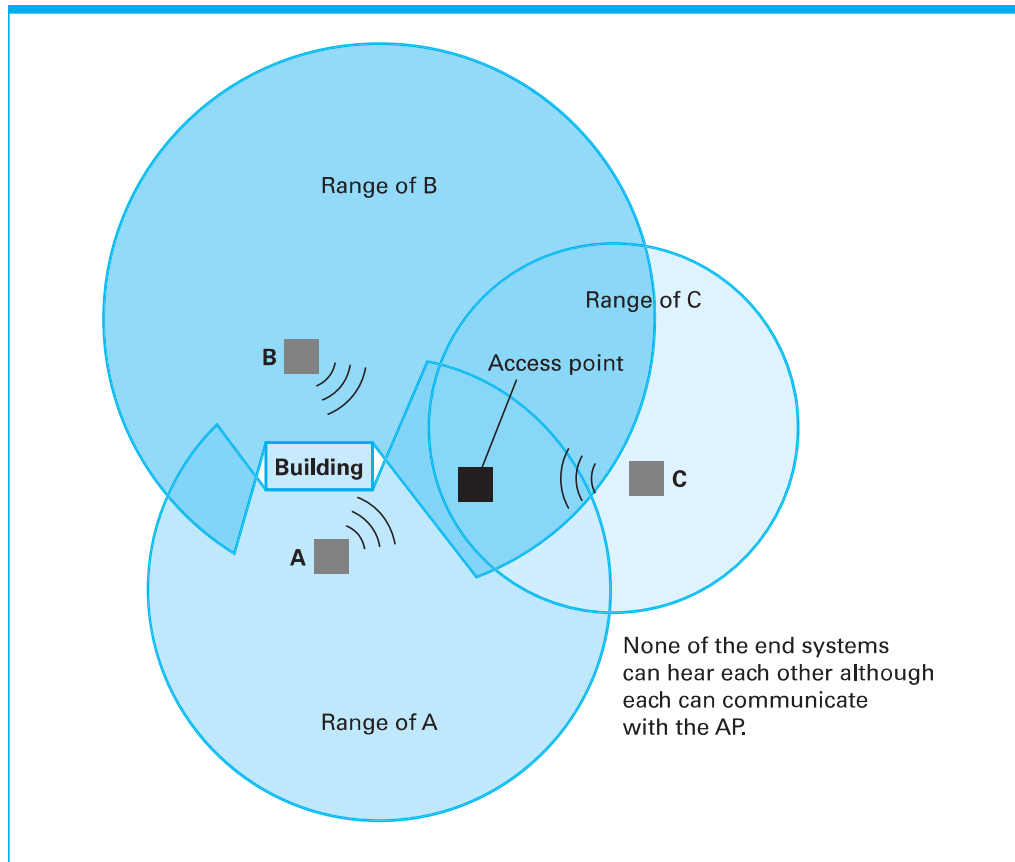 Range of B
Range of C
Access point
B
Building
C
A
None of the end systems
can hear each other although
each can communicate
with the AP.
Range of A